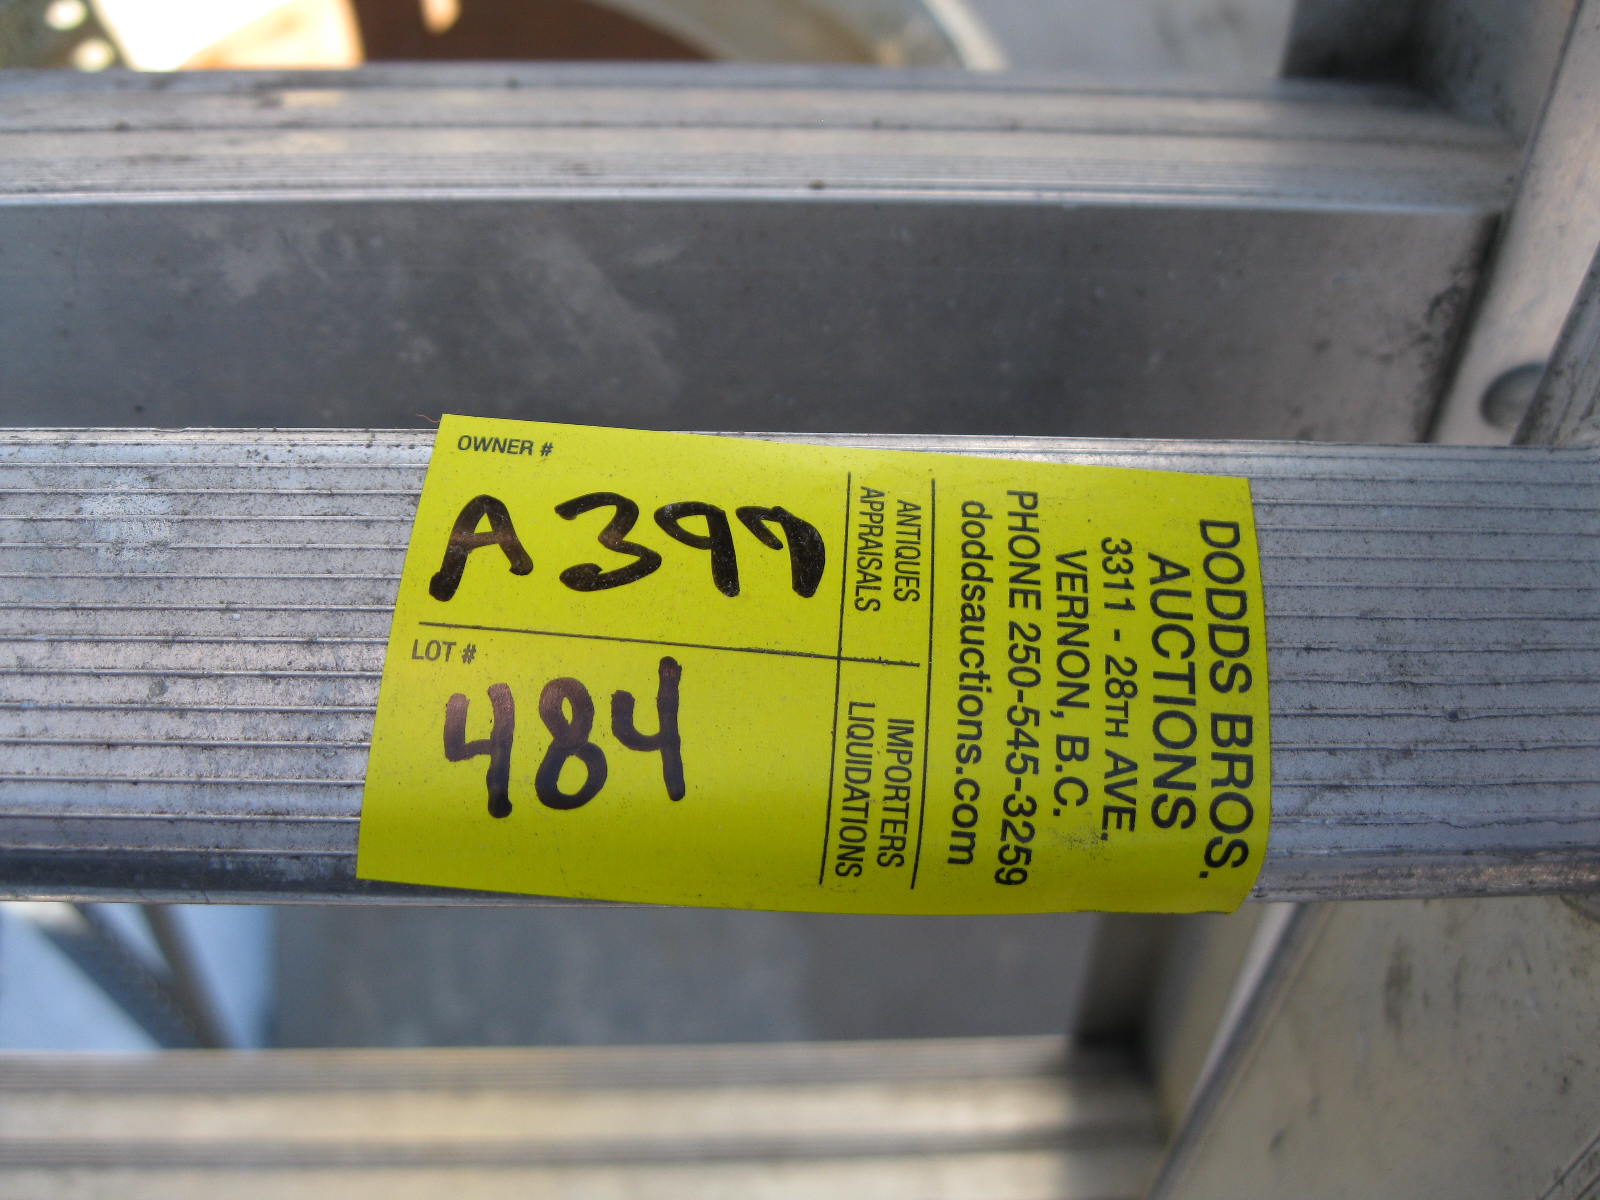 OWNER #
A 399
LOT #
484
DODDS BROS.
AUCTIONS
3311 - 28TH AVE.
VERNON, B.C.
PHONE 250-545-3259
doddsauctions.com
ANTIQUES IMPORTERS
APPRAISALS LIQUIDATIONS